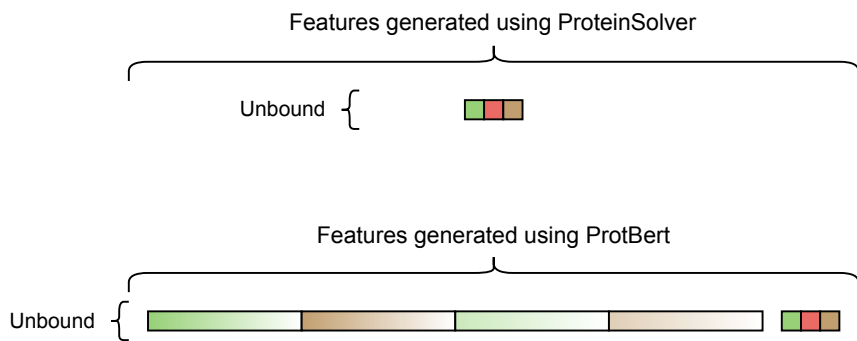 Features generated using ProteinSolver
Unbound
Features generated using ProtBert
Unbound